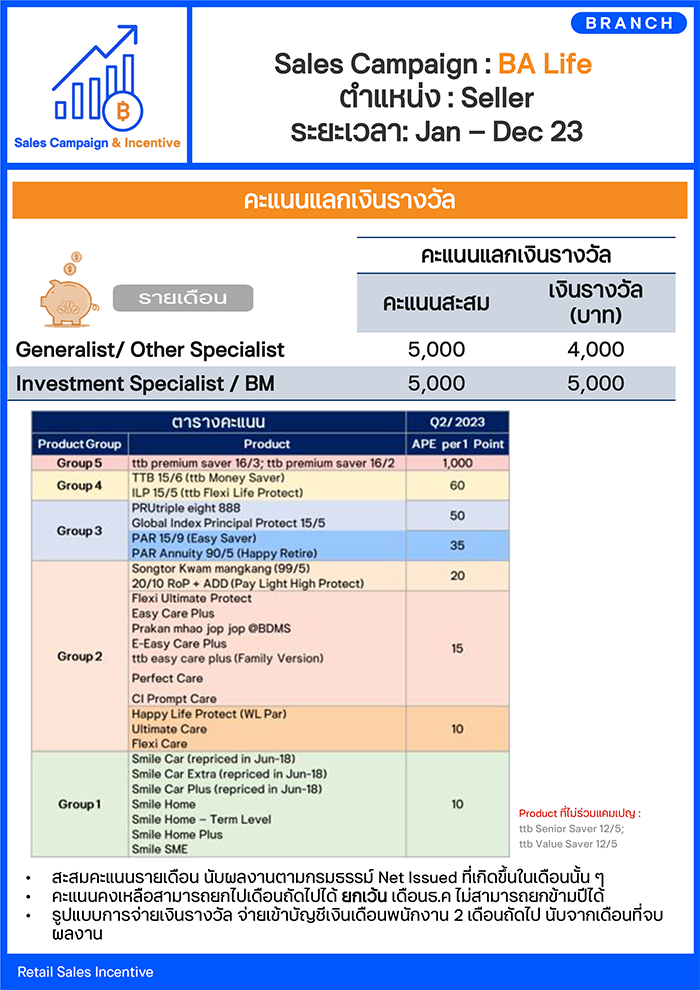 BRANCH
Sales Campaign : BA Life
ตำแหน่ง : Seller
ระยะเวลา: Jan – Dec 23
Sales Campaign & Incentive
คะแนนแลกเงินรางวัล
คะแนนแลกเงินรางวัล
รายเดือน
คะแนนสะสม
เงินรางวัล
(บาท)
Generalist/ Other Specialist 5,000 4,000
Investment Specialist / BM 5,000 5,000
ตารางคะแนน Q2/2023
Product Group Product APE per1 Point
Group 5 ttb premium saver 16/3; ttb premium saver 16/2 1,000
Group 4
TTB 15/6 (ttb Money Saver)
ILP 15/5 (ttb Flexi Life Protect)
60
Group 3
PRUtriple eight 888
Global Index Principal Protect 15/5
50
PAR 15/9 (Easy Saver)
PAR Annuity 90/5 (Happy Retire)
35
Group 2
Songtor Kwam mangkang (99/5)
20/10 RoP + ADD (Pay Light High Protect)
20
Flexi Ultimate Protect
Easy Care Plus
Prakan mhao jop jop @BDMS
E-Easy Care Plus
ttb easy care plus (Family Version)
Perfect Care
CI Prompt Care
15
Happy Life Protect (WL Par)
Ultimate Care
Flexi Care
10
Group 1
Smile Car (repriced in Jun-18)
Smile Car Extra (repriced in Jun-18)
Smile Car Plus (repriced in Jun-18)
Smile Home
Smile Home – Term Level
Smile Home Plus
Smile SME
10
Product ที่ไม่ร่วมแคมเปญ :
ttb Senior Saver 12/5;
ttb Value Saver 12/5
• สะสมคะแนนรายเดือน นับผลงานตามกรมธรรม์ Net Issued ที่เกิดขึ้นในเดือนนั้น ๆ
• คะแนนคงเหลือสามารถยกไปเดือนถัดไปได้ ยกเว้น เดือนธ.ค ไม่สามารถยกข้ามปีได้
• รูปแบบการจ่ายเงินรางวัล จ่ายเข้าบัญชีเงินเดือนพนักงาน 2 เดือนถัดไป นับจากเดือนที่จบ
ผลงาน
Retail Sales Incentive